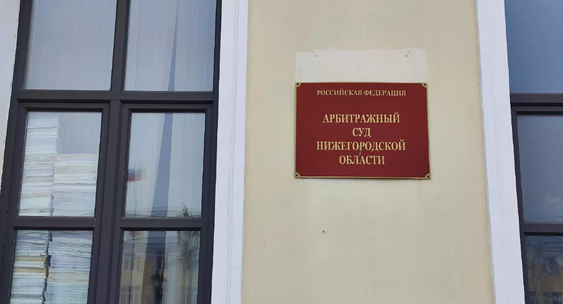 РОССИЙСКАЯ ФЕДЕРАЦИЯ
АРБИТРАЖНЫЙ
СУД
НИЖЕГОРОДСКОЙ
ОБЛАСТИ